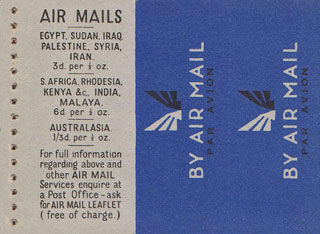 AIR MAILS
EGYPT, SUDAN, IRAQ
PALESTINE, SYRIA,
IRAN.
3d. per ½ oz.
S. AFRICA, RHODESIA,
KENYA &c., INDIA,
MALAYA.
6d per ½ oz.
AUSTRALASIA.
1/3d. per ½ oz.
For full information
regarding above and
other AIR MAIL
Services enquire at
a Post Office - ask
for AIR MAIL LEAFLET
( free of charge.)
BY AIR MAIL
PAR AVION
BY AIR MAIL
PAR AVION